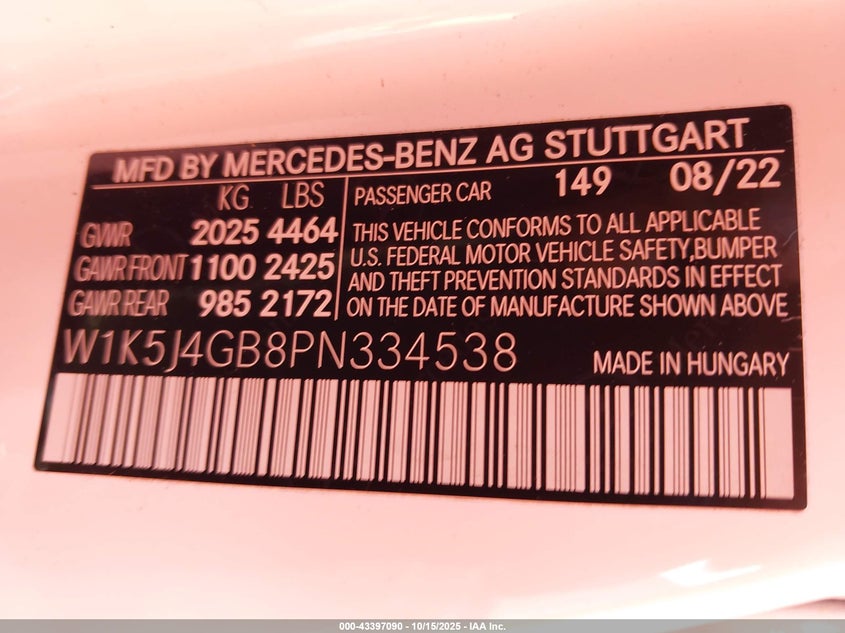 MFD BY MERCEDES-BENZ AG STUTTGART
KG LBS
GVWR 2025 4464
GAWR FRONT 1100 2425
GAWR REAR 985 2172
PASSENGER CAR 149 08/22
THIS VEHICLE CONFORMS TO ALL APPLICABLE
U.S. FEDERAL MOTOR VEHICLE SAFETY,BUMPER
AND THEFT PREVENTION STANDARDS IN EFFECT
ON THE DATE OF MANUFACTURE SHOWN ABOVE
W1K5J4GB8PN334538
MADE IN HUNGARY
000-43397090 - 10/15/2025 - IAA Inc.